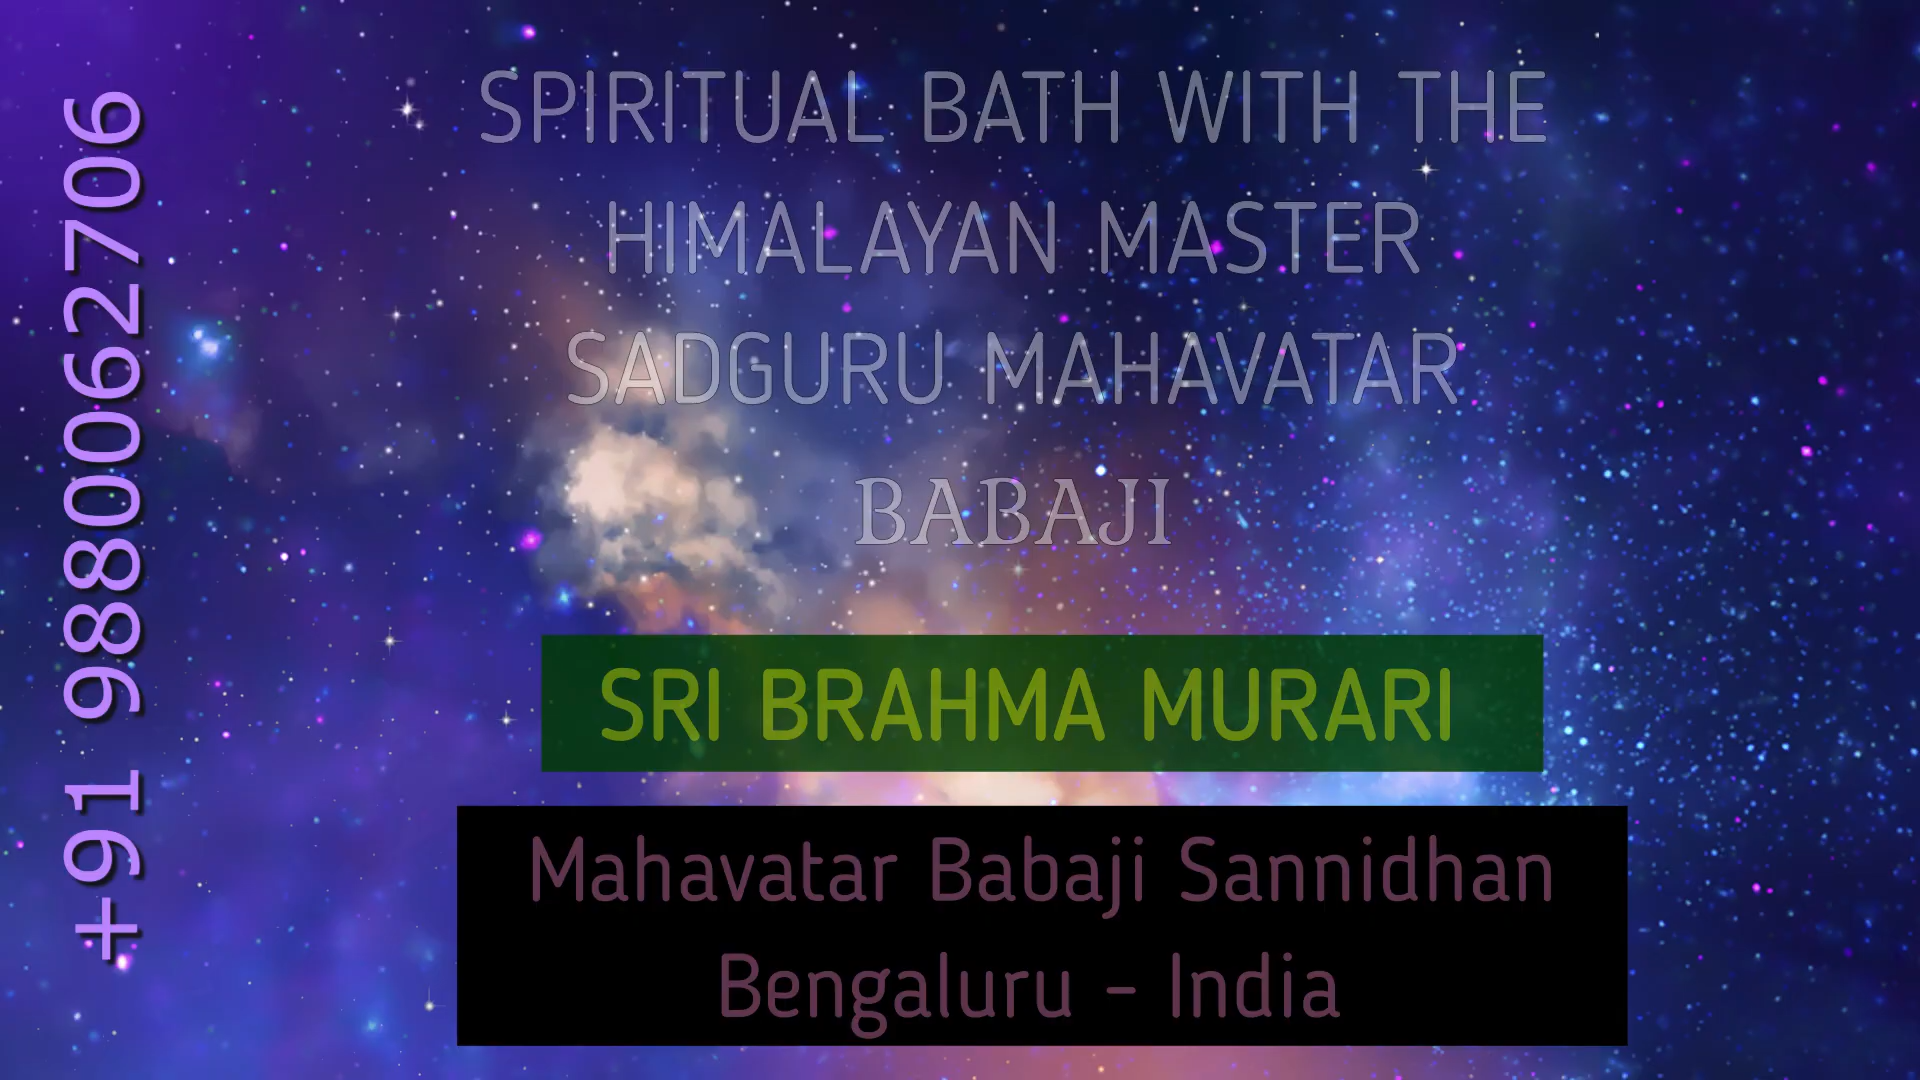 +91 9880062706
SPIRITUAL BATH WITH THE
HIMALAYAN MASTER
SADGURU MAHAVATAR
BABAJI
SRI BRAHMA MURARI
Mahavatar Babaji Sannidhan
Bengaluru - India